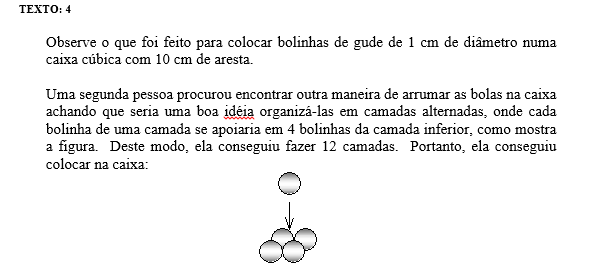 TEXTO: 4
Observe o que foi feito para colocar bolinhas de gude de 1 cm de diâmetro numa
caixa cúbica com 10 cm de aresta.
Uma segunda pessoa procurou encontrar outra maneira de arrumar as bolas na caixa
achando que seria uma boa idéia organizá-las em camadas alternadas, onde cada
bolinha de uma camada se apoiaria em 4 bolinhas da camada inferior, como mostra
a figura. Deste modo, ela conseguiu fazer 12 camadas. Portanto, ela conseguiu
colocar na caixa: